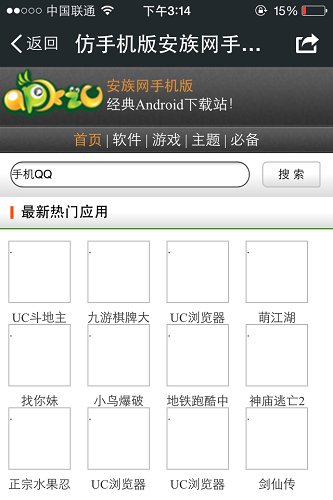 中国联通 下午3:14 15%
返回 仿手机版安族网手...
apkzu
安族网手机版
经典Android下载站！
首页 | 软件 | 游戏 | 主题 | 必备
手机QQ 搜 索
最新热门应用
UC斗地主 九游棋牌大 UC浏览器 萌江湖
找你妹 小鸟爆破 地铁跑酷中 神庙逃亡2
正宗水果忍 UC浏览器 UC浏览器 剑仙传